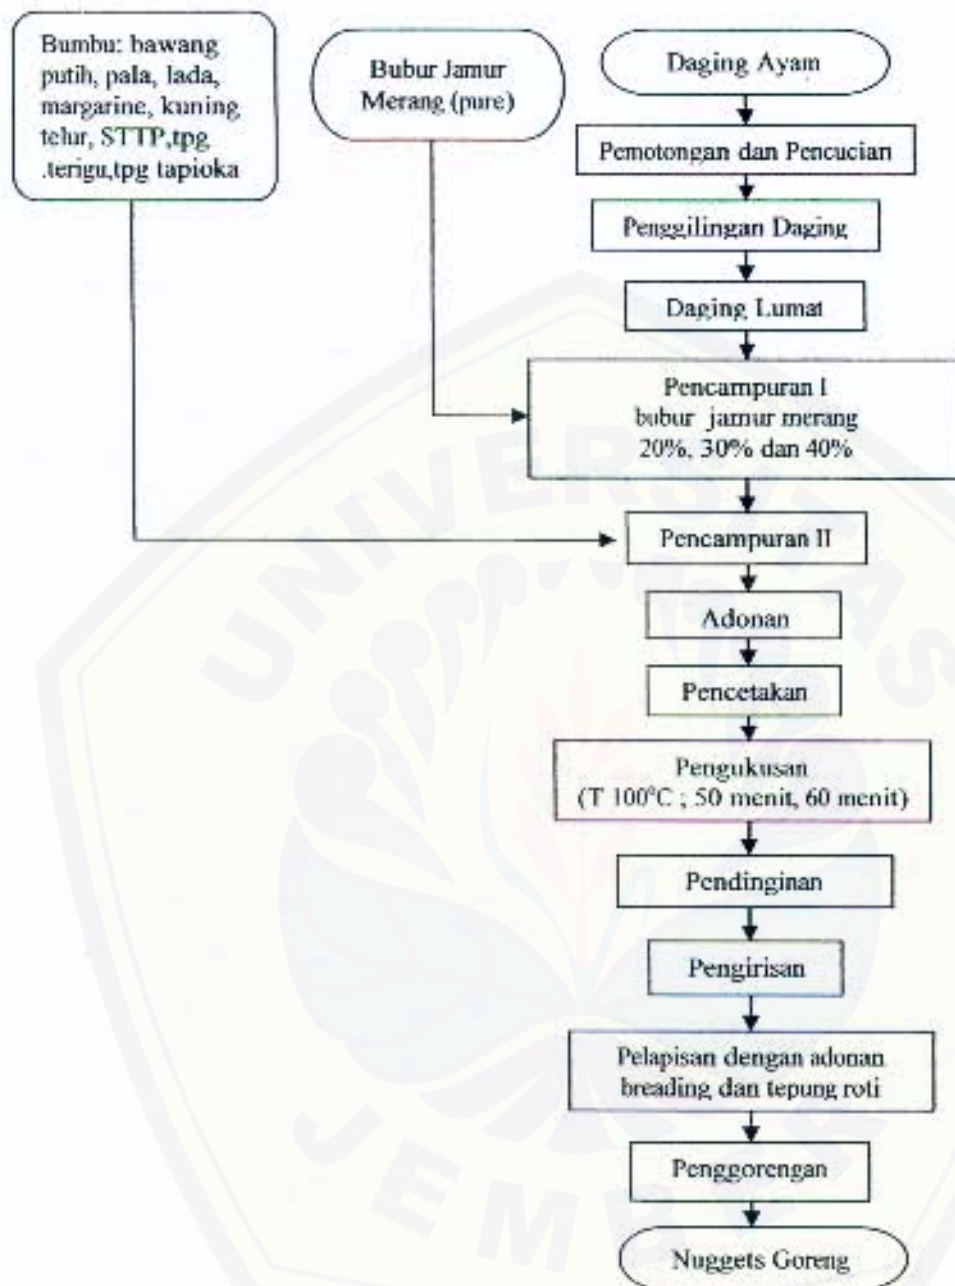 Bumbu: bawang
putih, pala, lada,
margarine, kuning
telur, STTP,tpg
.terigu,tpg tapioka
Bubur Jamur
Merang (pure)
Daging Ayam
Pemotongan dan Pencucian
Penggilingan Daging
Daging Lumat
Pencampuran I
bubur jamur merang
20%, 30% dan 40%
Pencampuran II
Adonan
Pencetakan
Pengukusan
(T 100°C ; 50 menit, 60 menit)
Pendinginan
Pengirisan
Pelapisan dengan adonan
breading dan tepung roti
Penggorengan
Nuggets Goreng
UNIVERSITAS
JEMBER